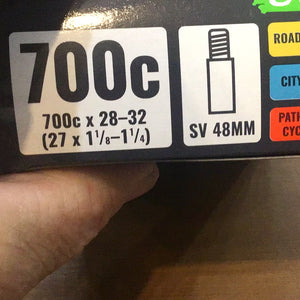 700c
700c x 28-32
(27 x 1⅛-1¼)
SV 48MM
ROAD
CITY
PATH
CYC